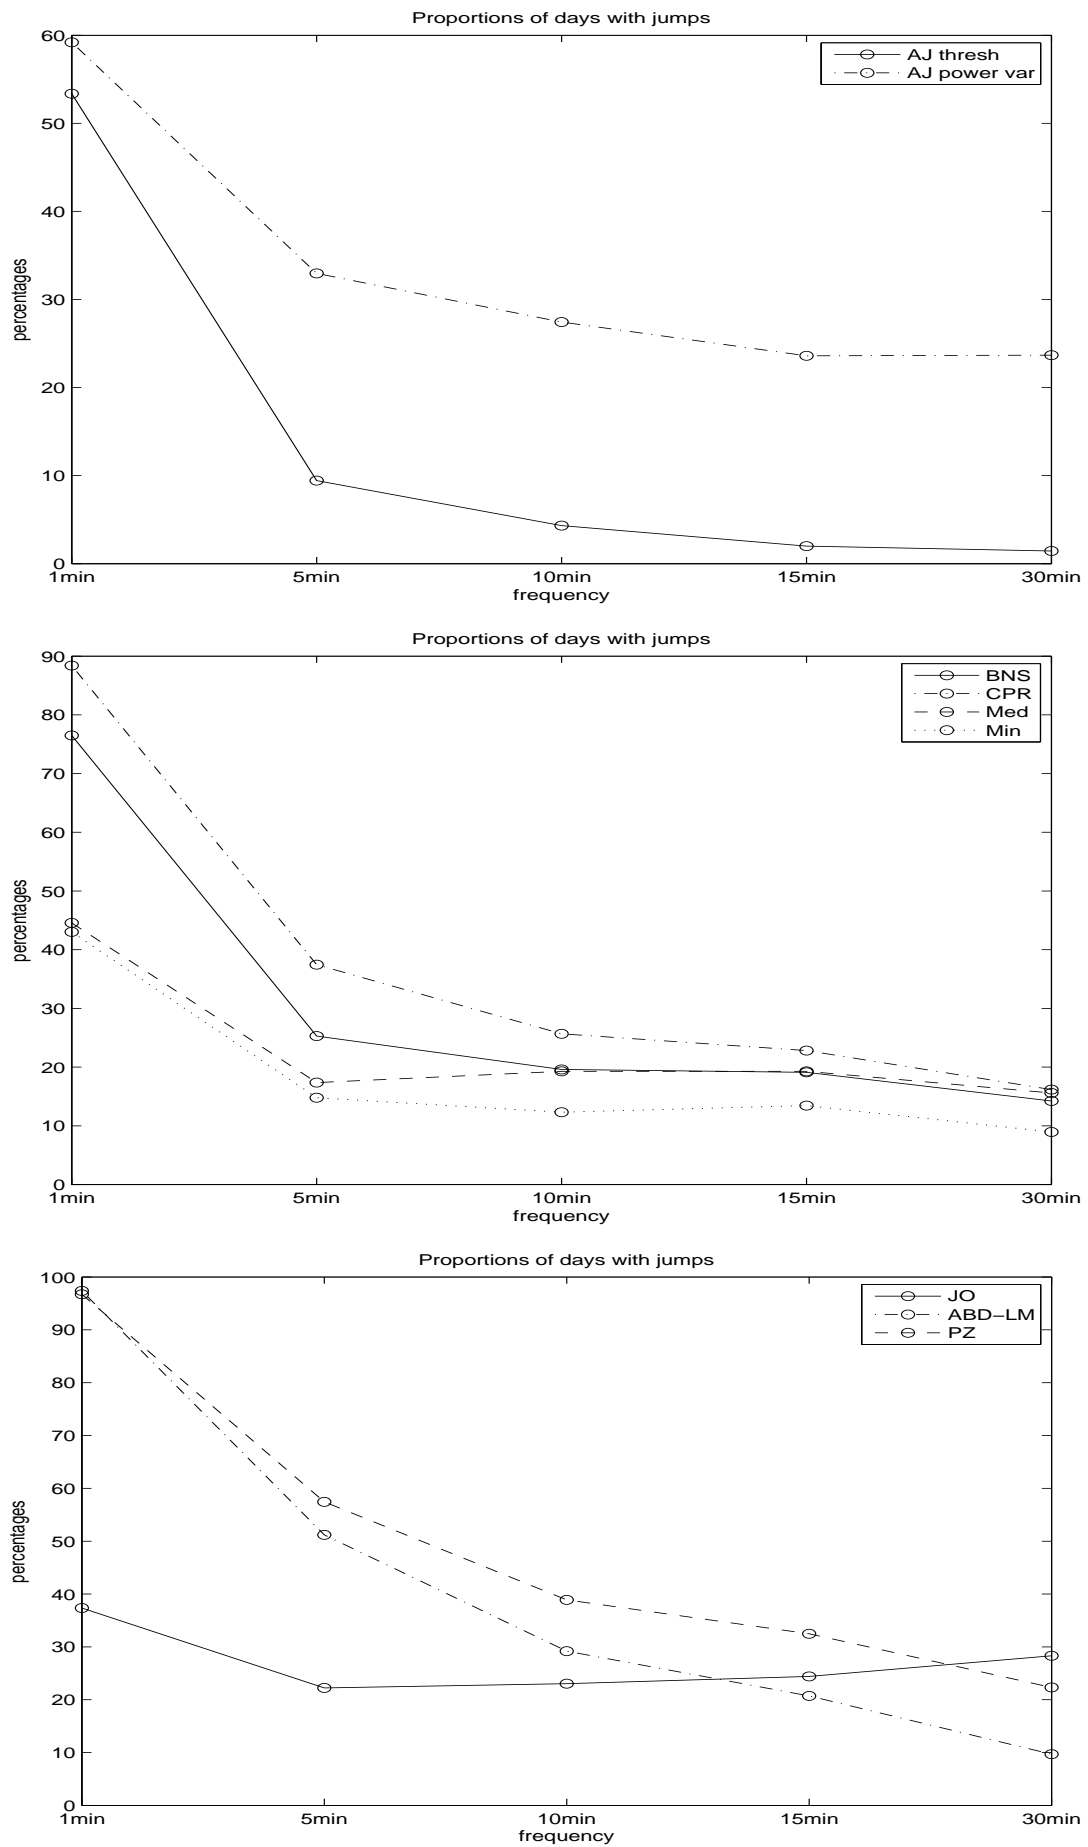 Proportions of days with jumps
60
50
40
30
20
10
0
percentages
AJ thresh
AJ power var
1min 5min 10min 15min 30min
frequency
Proportions of days with jumps
90
80
70
60
50
40
30
20
10
0
percentages
BNS
CPR
Med
Min
1min 5min 10min 15min 30min
frequency
Proportions of days with jumps
100
90
80
70
60
50
40
30
20
10
0
percentages
JO
ABD−LM
PZ
1min 5min 10min 15min 30min
frequency